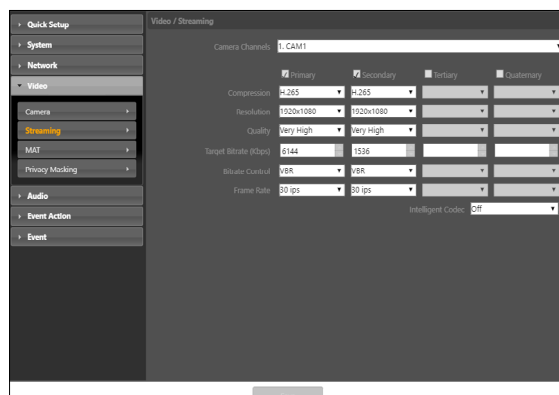 Quick Setup
System
Network
Video
Camera
Streaming
MAT
Privacy Masking
Audio
Event Action
Event
Video / Streaming
Camera Channels 1. CAM1
Primary Secondary Tertiary Quaternary
Compression H.265 H.265
Resolution 1920x1080 1920x1080
Quality Very High Very High
Target Bitrate (Kbps) 6144 1536
Bitrate Control VBR VBR
Frame Rate 30 ips 30 ips
Intelligent Codec Off